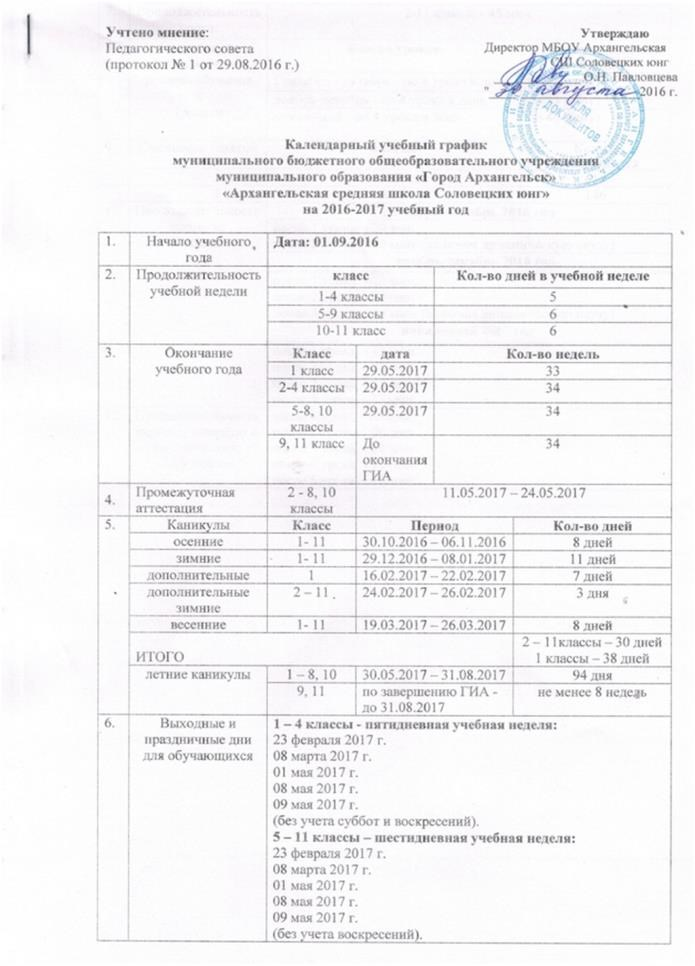 Учтено мнение:
Педагогического совета
(протокол № 1 от 29.08.2016 г.)
Утверждаю
Директор МБОУ Архангельская
СШ Соловецких юнг
О.Н. Павловцева
" 30 " августа 2016 г.
ДЛЯ ДОКУМЕНТОВ
Календарный учебный график
муниципального бюджетного общеобразовательного учреждения
муниципального образования «Город Архангельск»
«Архангельская средняя школа Соловецких юнг»
на 2016-2017 учебный год
1. Начало учебного года Дата: 01.09.2016
2. Продолжительность учебной недели класс Кол-во дней в учебной неделе
1-4 классы 5
5-9 классы 6
10-11 класс 6
3. Окончание учебного года Класс дата Кол-во недель
1 класс 29.05.2017 33
2-4 классы 29.05.2017 34
5-8, 10 классы 29.05.2017 34
9, 11 класс До окончания ГИА 34
4. Промежуточная аттестация 2 - 8, 10 классы 11.05.2017 – 24.05.2017
5. Каникулы Класс Период Кол-во дней
осенние 1- 11 30.10.2016 – 06.11.2016 8 дней
зимние 1- 11 29.12.2016 – 08.01.2017 11 дней
дополнительные 1 16.02.2017 – 22.02.2017 7 дней
дополнительные зимние 2 – 11 24.02.2017 – 26.02.2017 3 дня
весенние 1- 11 19.03.2017 – 26.03.2017 8 дней
ИТОГО 2 – 11классы – 30 дней
1 классы – 38 дней
летние каникулы 1 – 8, 10 30.05.2017 – 31.08.2017 94 дня
9, 11 по завершению ГИА - до 31.08.2017 не менее 8 недель
6. Выходные и праздничные дни для обучающихся
1 – 4 классы - пятидневная учебная неделя:
23 февраля 2017 г.
08 марта 2017 г.
01 мая 2017 г.
08 мая 2017 г.
09 мая 2017 г.
(без учета суббот и воскресений).
5 – 11 классы – шестидневная учебная неделя:
23 февраля 2017 г.
08 марта 2017 г.
01 мая 2017 г.
08 мая 2017 г.
09 мая 2017 г.
(без учета воскресений).